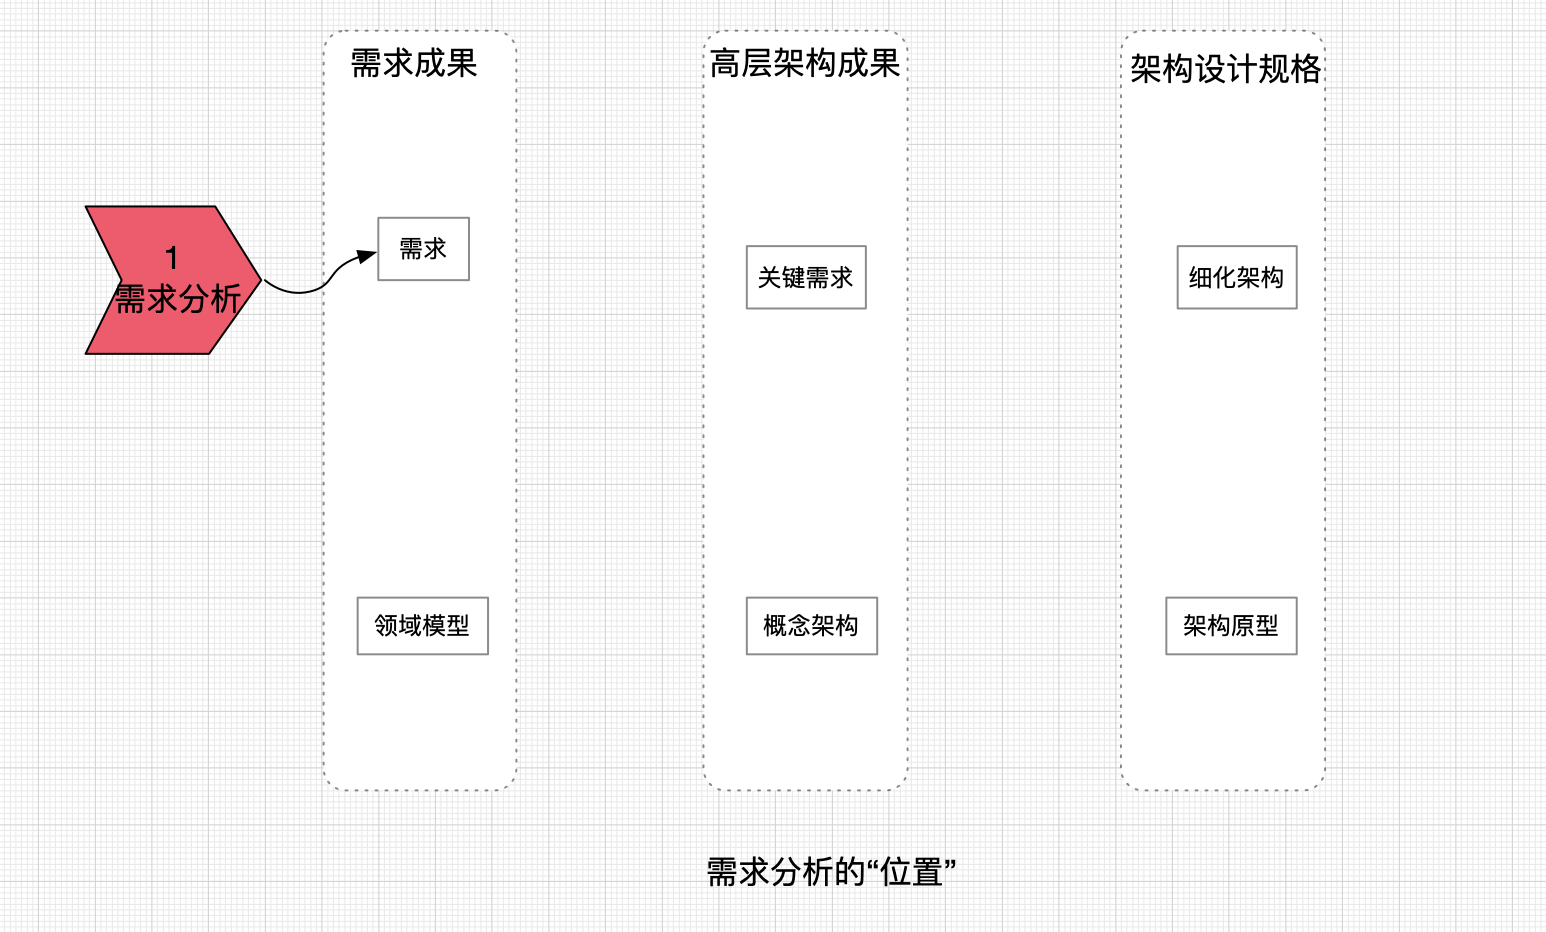 需求成果
高层架构成果
架构设计规格
1
需求分析
需求
关键需求
细化架构
领域模型
概念架构
架构原型
需求分析的“位置”